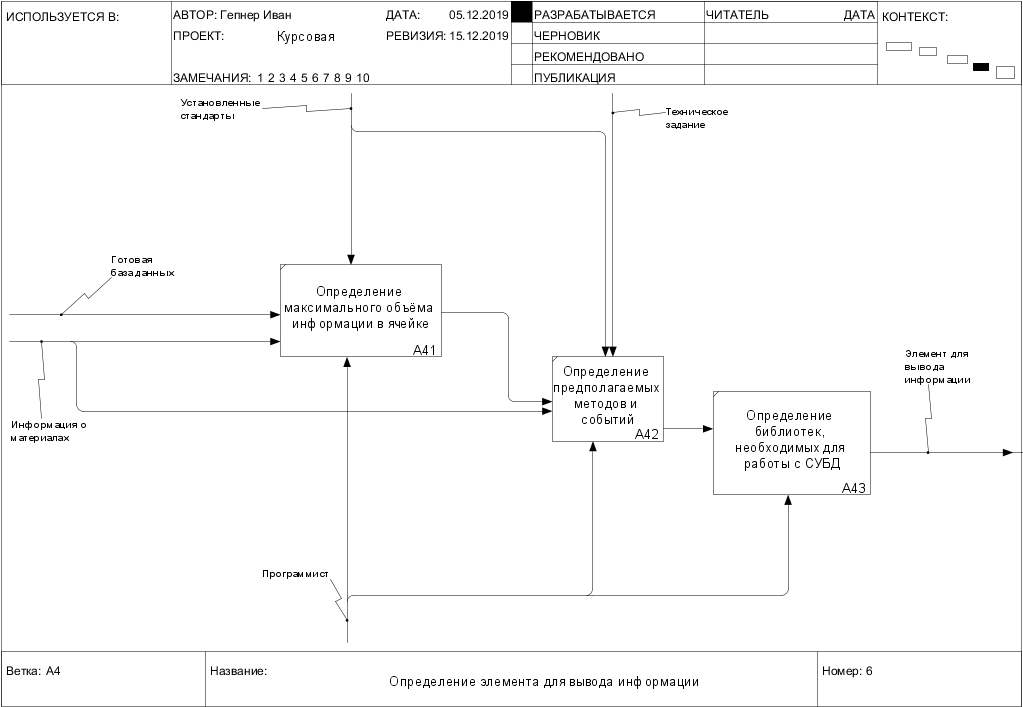 ИСПОЛЬЗУЕТСЯ В:
АВТОР: Гепнер Иван
ДАТА: 05.12.2019
ПРОЕКТ: Курсовая
РЕВИЗИЯ: 15.12.2019
ЗАМЕЧАНИЯ: 1 2 3 4 5 6 7 8 9 10
РАЗРАБАТЫВАЕТСЯ
ЧЕРНОВИК
РЕКОМЕНДОВАНО
ПУБЛИКАЦИЯ
ЧИТАТЕЛЬ ДАТА
КОНТЕКСТ:
Установленные
стандарты
Техническое
задание
Готовая
база данных
Определение
максимального объёма
информации в ячейке
A41
Информация о
материалах
Определение
предполагаемых
методов и
событий
A42
Элемент для
вывода
информации
Определение
библиотек,
необходимых для
работы с СУБД
A43
Программист
Ветка: A4
Название:
Определение элемента для вывода информации
Номер: 6